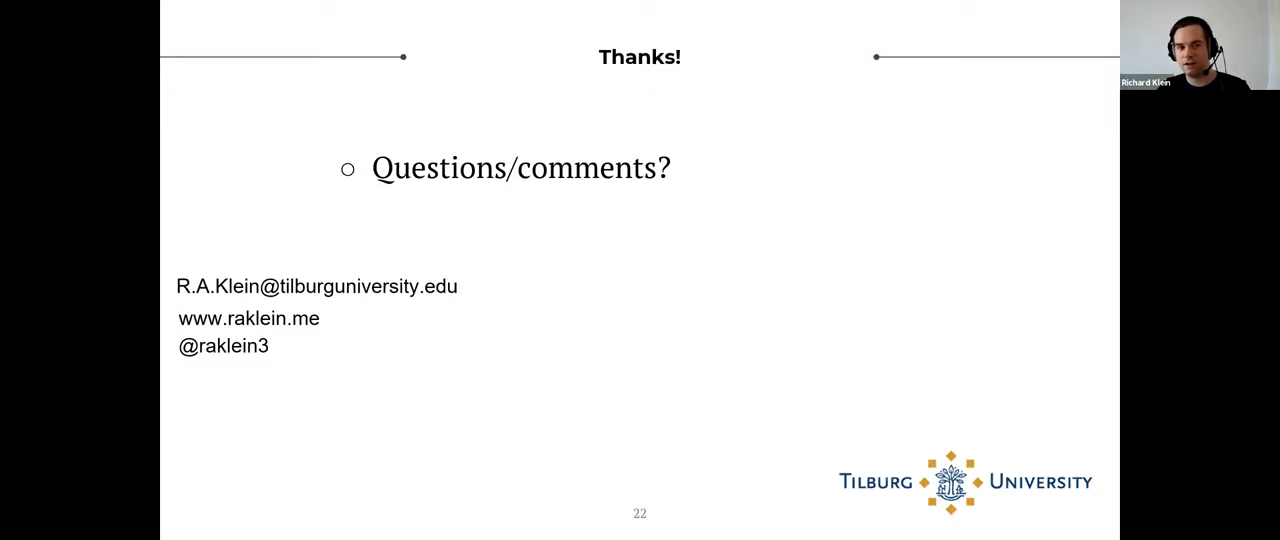 Thanks!
Richard Klein
○ Questions/comments?
R.A.Klein@tilburguniversity.edu
www.raklein.me
@raklein3
TILBURG UNIVERSITY
22